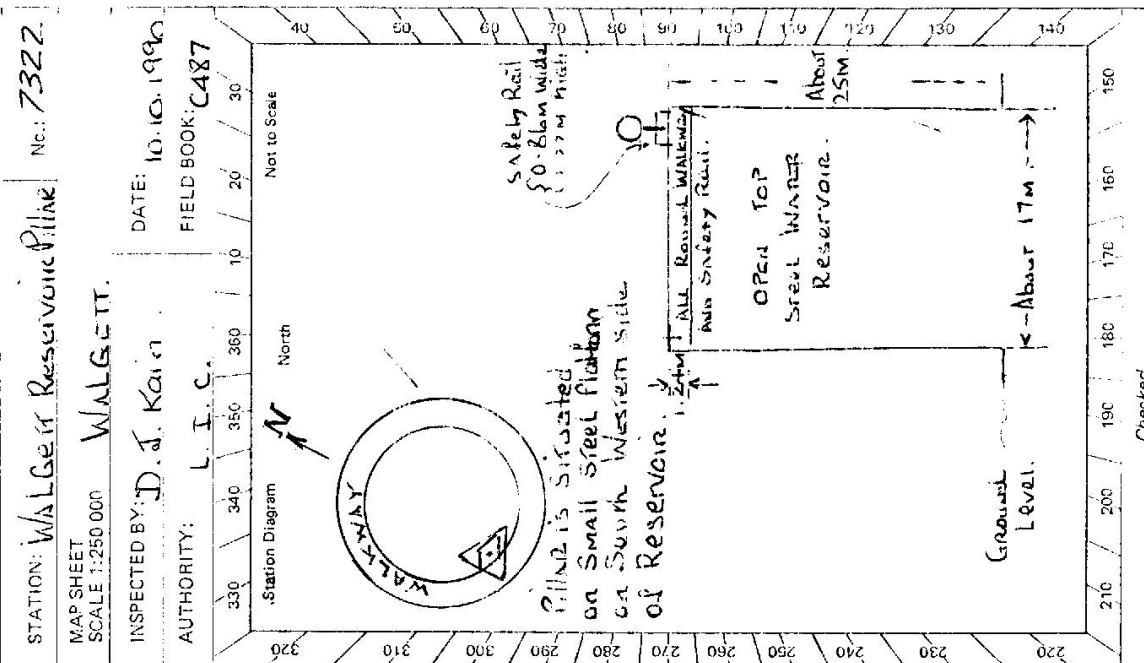 STATION: WALGETT Reservoir Pillar
No.: 7322.
MAP SHEET
SCALE 1:250 000 WALGETT.
INSPECTED BY: D. J. Kain
DATE: 10.10.1990
AUTHORITY: L. I. C.
FIELD BOOK: C487
330 340 350 360 10 20 30
Station Diagram
North
Not to Scale
N
WALKWAY
Pillar is Situated
on Small Steel Platform
on South Western Side
of Reservoir.
Safety Rail
0.86m Wide
High
1.24m
All Round Walkway
And Safety Rail.
OPEN TOP
Steel WATER
Reservoir.
About
25M
←-About 17m-→
Ground
Level.
40 50 60 70 80 90 100 110 120 130 140
320 310 300 290 280 270 260 250 240 230 220
210 200 190 180 170 160 150
Checked